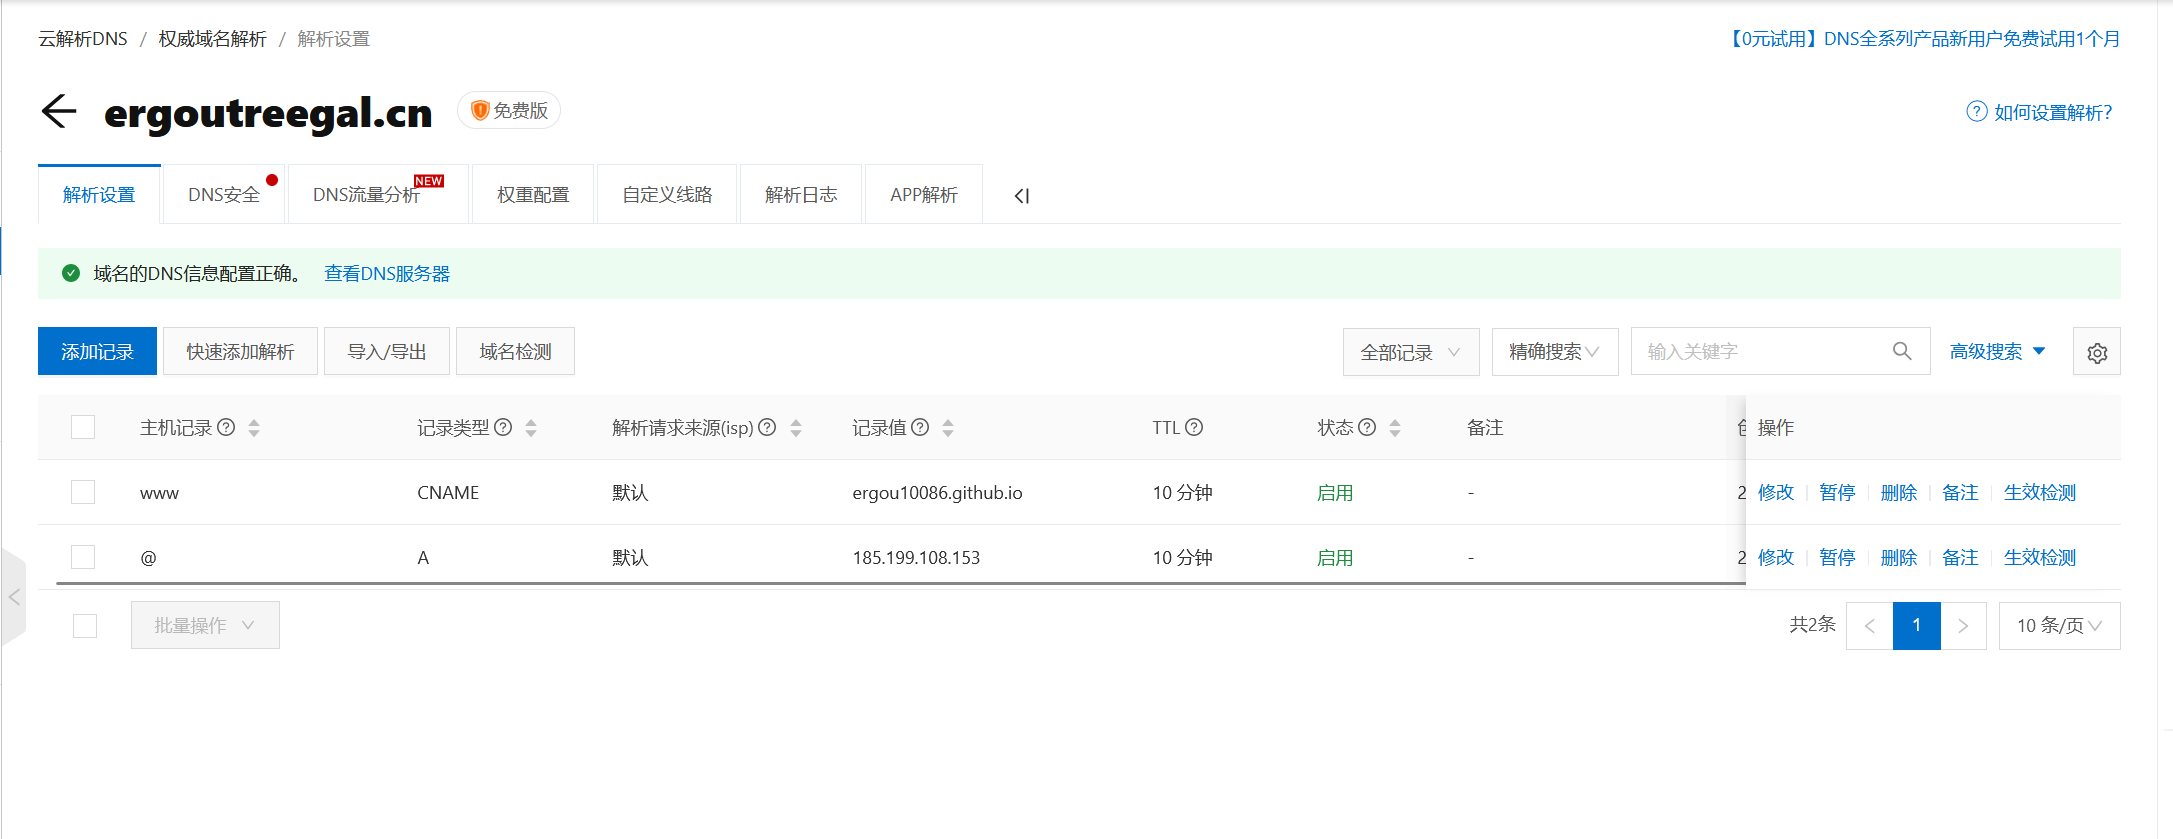 云解析DNS / 权威域名解析 / 解析设置
【0元试用】DNS全系列产品新用户免费试用1个月
ergoutreegal.cn 免费版
如何设置解析?
解析设置 DNS安全 DNS流量分析 NEW 权重配置 自定义线路 解析日志 APP解析
域名的DNS信息配置正确。 查看DNS服务器
添加记录 快速添加解析 导入/导出 域名检测 全部记录 精确搜索 输入关键字 高级搜索
主机记录 记录类型 解析请求来源(isp) 记录值 TTL 状态 备注 操作
www CNAME 默认 ergou10086.github.io 10 分钟 启用 - 2 修改 暂停 删除 备注 生效检测
@ A 默认 185.199.108.153 10 分钟 启用 - 2 修改 暂停 删除 备注 生效检测
批量操作 共2条 < 1 > 10 条/页